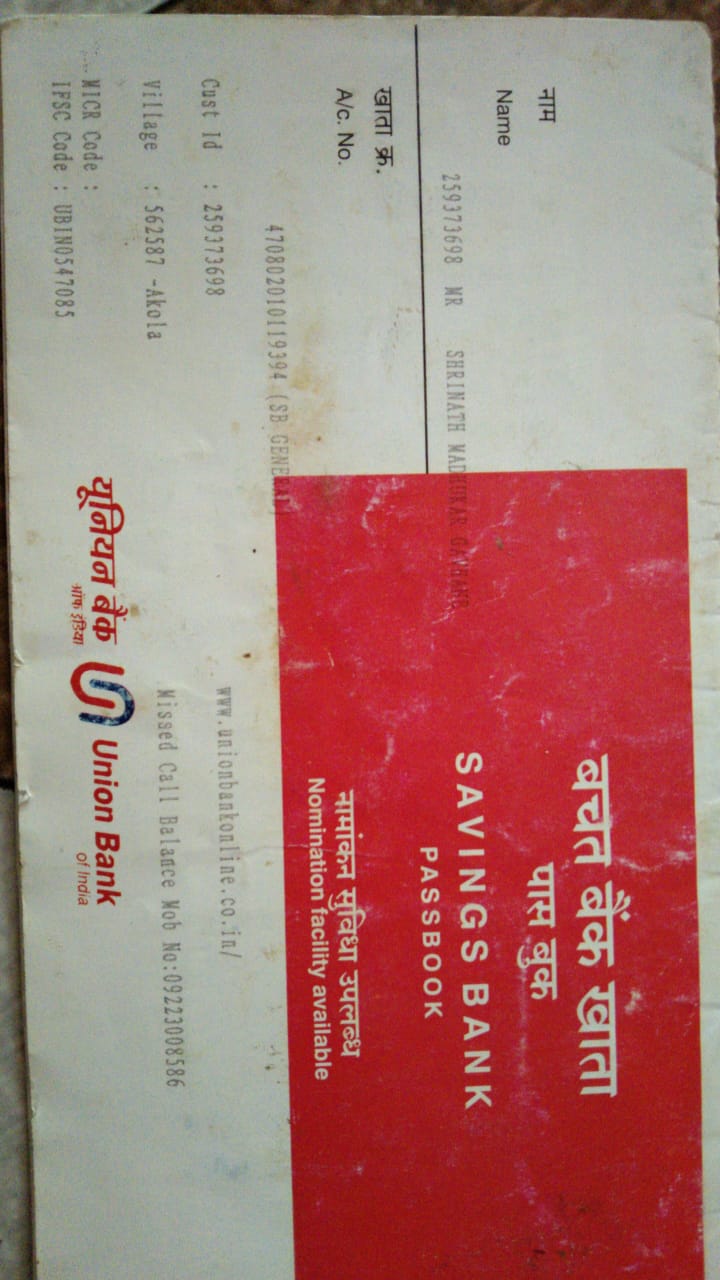 बचत बैंक खाता
पास बुक
SAVINGS BANK
PASSBOOK
नामांकन सुविधा उपलब्ध
Nomination facility available
नाम
Name
259373698 MR SHRINATH MADHUKAR GAVHANE
खाता क्र.
A/c. No.
470802010119394 (SB GENERAL)
Cust Id : 259373698
www.unionbankonline.co.in/
Village : 562587 -Akola
Missed Call Balance Mob No:09223008586
MICR Code :
IFSC Code : UBIN0547085
यूनियन बैंक
ऑफ इंडिया
Union Bank
of India